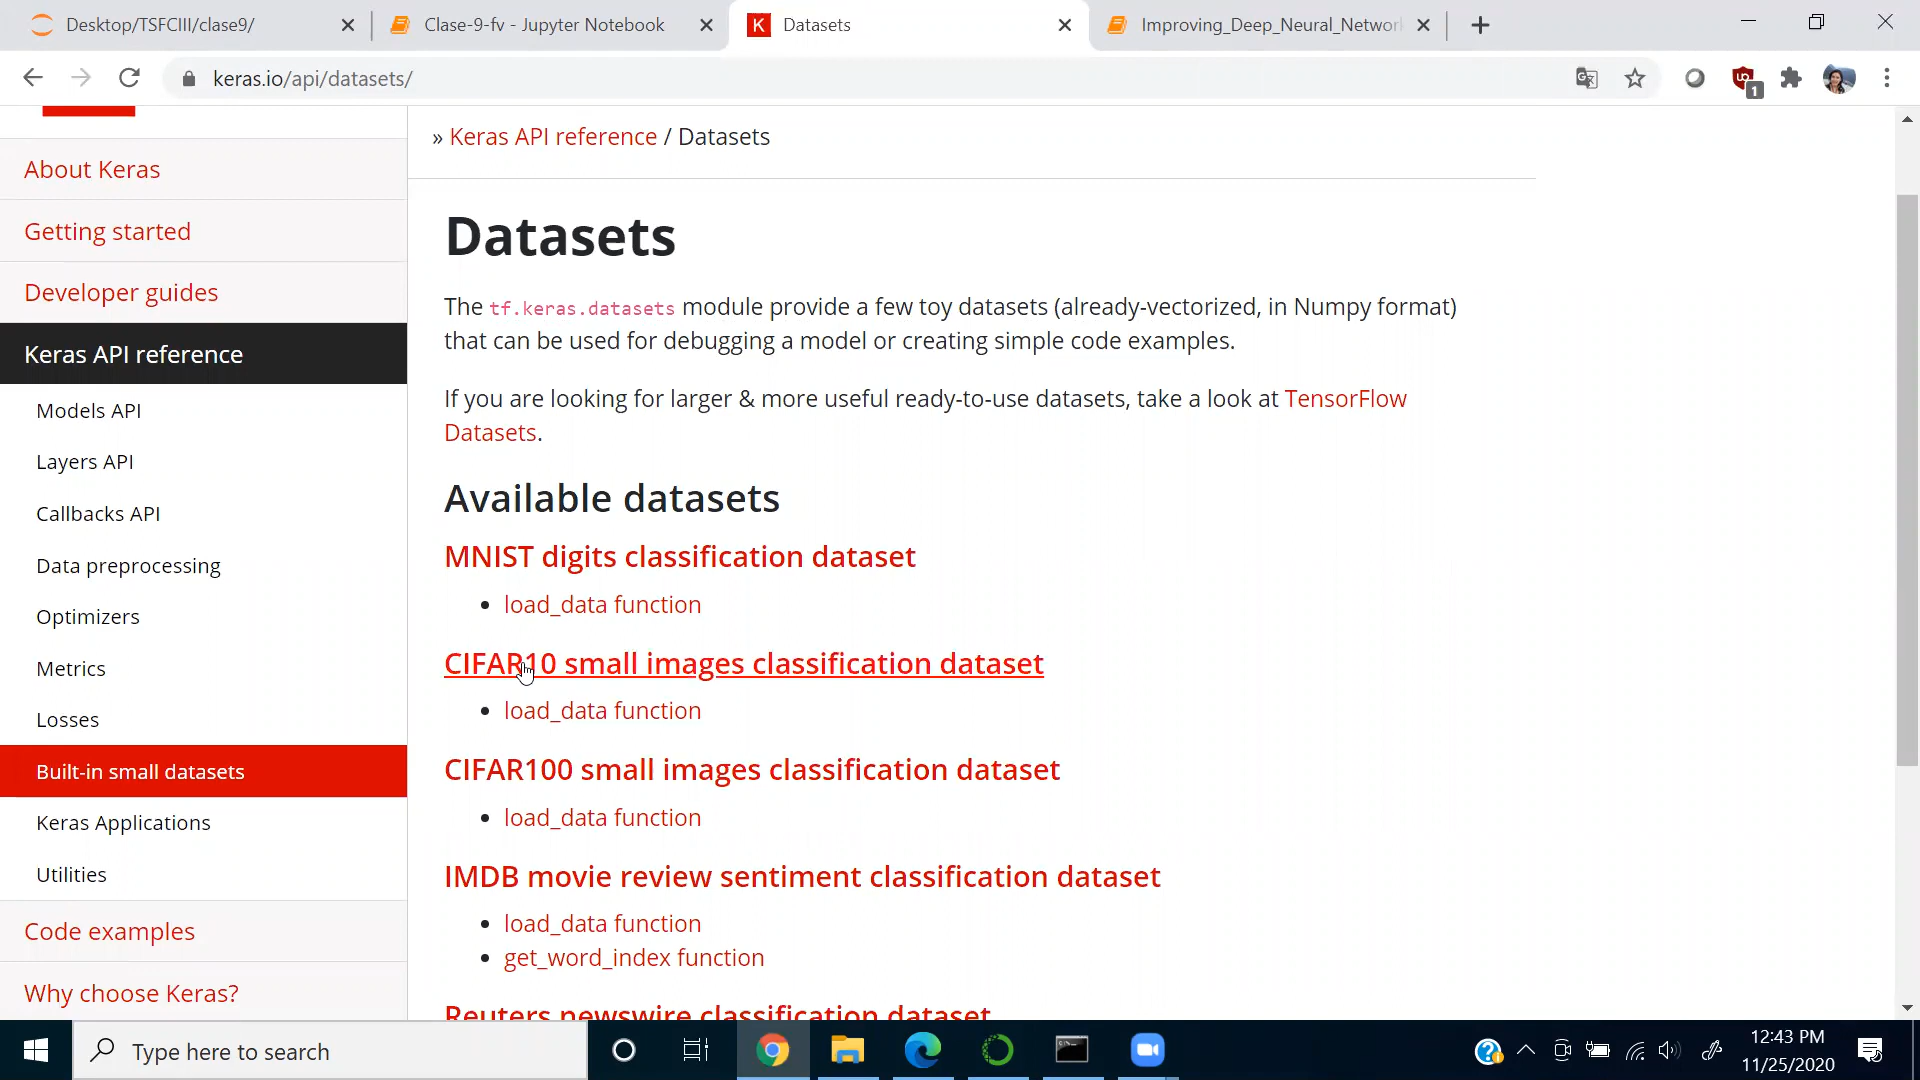 Desktop/TSFCIII/clase9/
Clase-9-fv - Jupyter Notebook
K Datasets
Improving_Deep_Neural_Networ
keras.io/api/datasets/
1
» Keras API reference / Datasets
About Keras
Getting started
Developer guides
Keras API reference
Models API
Layers API
Callbacks API
Data preprocessing
Optimizers
Metrics
Losses
Built-in small datasets
Keras Applications
Utilities
Code examples
Why choose Keras?
Datasets
The tf.keras.datasets module provide a few toy datasets (already-vectorized, in Numpy format)
that can be used for debugging a model or creating simple code examples.
If you are looking for larger & more useful ready-to-use datasets, take a look at TensorFlow
Datasets.
Available datasets
MNIST digits classification dataset
• load_data function
CIFAR10 small images classification dataset
• load_data function
CIFAR100 small images classification dataset
• load_data function
IMDB movie review sentiment classification dataset
• load_data function
• get_word_index function
Reuters newswire classification dataset
Type here to search
12:43 PM
11/25/2020